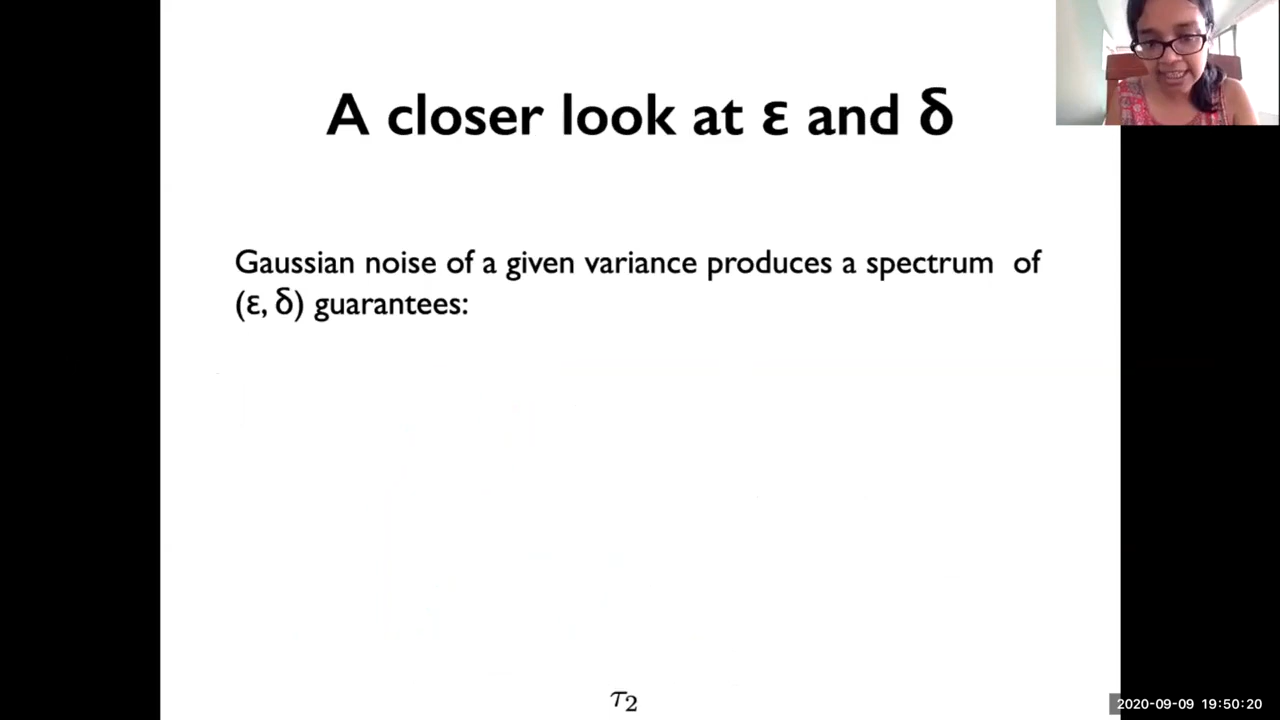 A closer look at ε and δ
Gaussian noise of a given variance produces a spectrum of
(ε, δ) guarantees:
τ2
2020-09-09 19:50:20